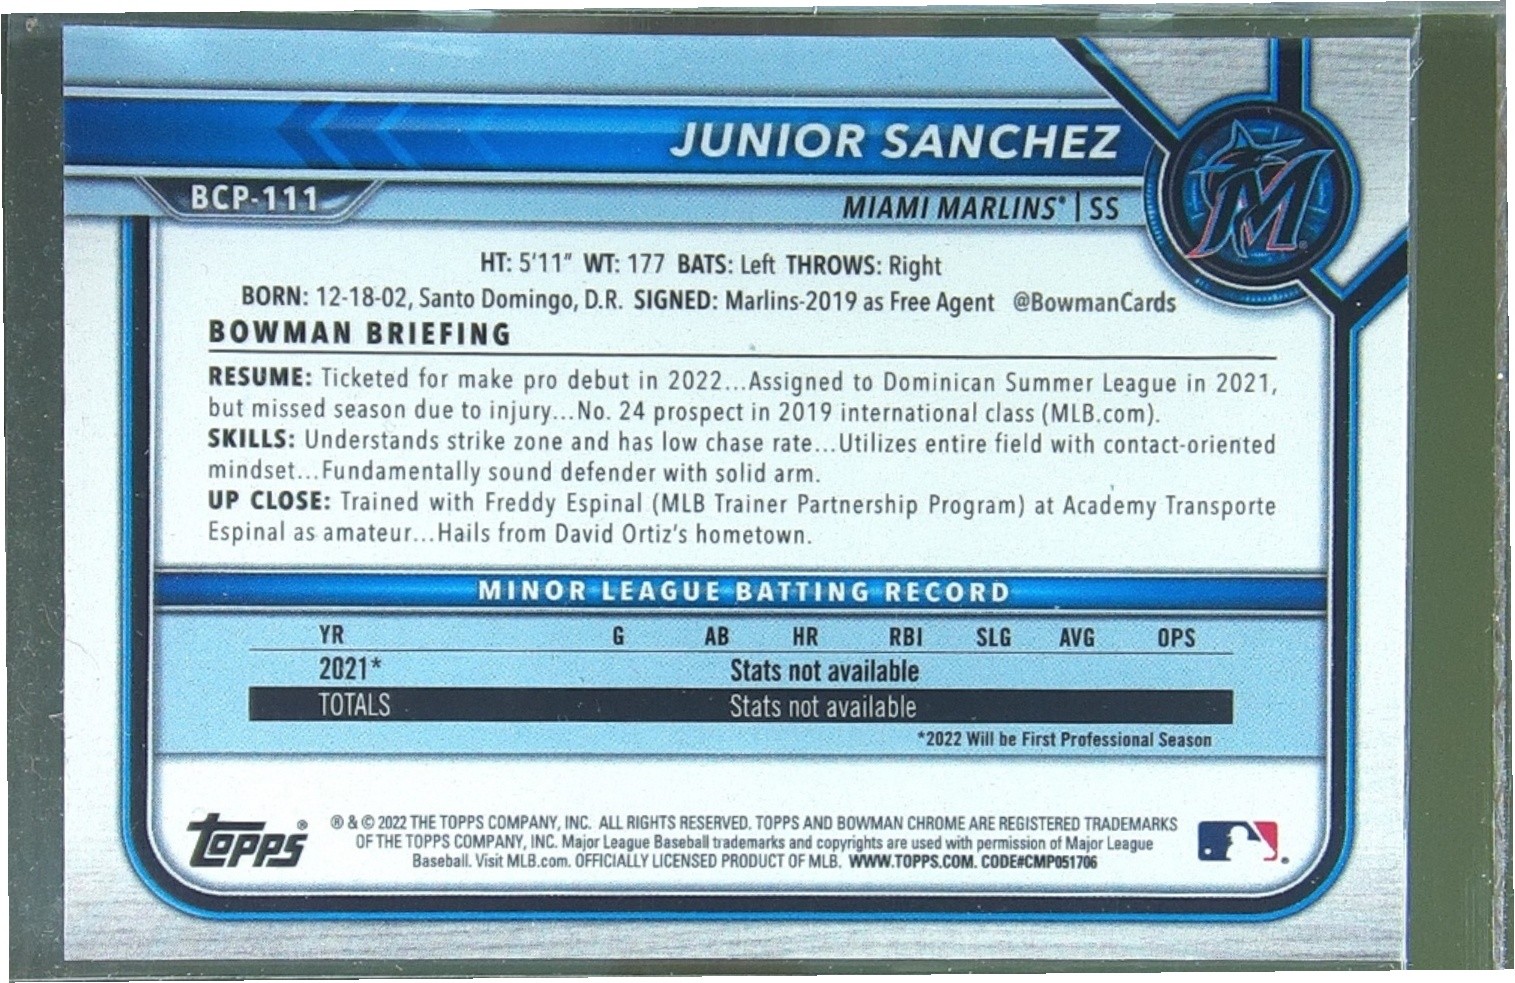 JUNIOR SANCHEZ
BCP-111
MIAMI MARLINS® | SS
M
HT: 5'11" WT: 177 BATS: Left THROWS: Right
BORN: 12-18-02, Santo Domingo, D.R. SIGNED: Marlins-2019 as Free Agent @BowmanCards
BOWMAN BRIEFING
RESUME: Ticketed for make pro debut in 2022...Assigned to Dominican Summer League in 2021,
but missed season due to injury...No. 24 prospect in 2019 international class (MLB.com).
SKILLS: Understands strike zone and has low chase rate...Utilizes entire field with contact-oriented
mindset...Fundamentally sound defender with solid arm.
UP CLOSE: Trained with Freddy Espinal (MLB Trainer Partnership Program) at Academy Transporte
Espinal as amateur...Hails from David Ortiz's hometown.
MINOR LEAGUE BATTING RECORD
YR G AB HR RBI SLG AVG OPS
2021* Stats not available
TOTALS Stats not available
*2022 Will be First Professional Season
Topps®
® & © 2022 THE TOPPS COMPANY, INC. ALL RIGHTS RESERVED. TOPPS AND BOWMAN CHROME ARE REGISTERED TRADEMARKS
OF THE TOPPS COMPANY, INC. Major League Baseball trademarks and copyrights are used with permission of Major League
Baseball. Visit MLB.com. OFFICIALLY LICENSED PRODUCT OF MLB. WWW.TOPPS.COM. CODE#CMP051706